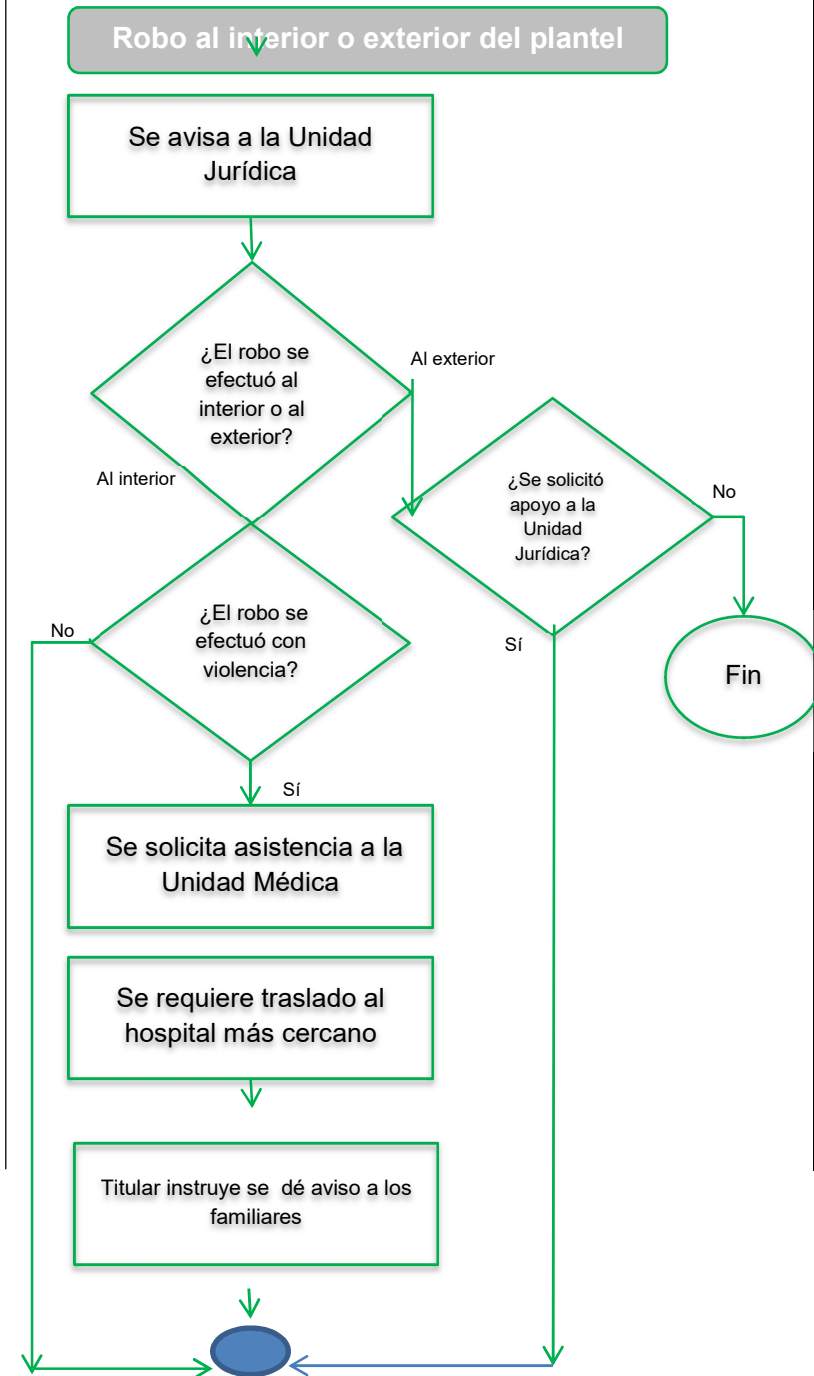 Robo al interior o exterior del plantel
Se avisa a la Unidad
Jurídica
¿El robo se
efectuó al
interior o al
exterior?
Al exterior
Al interior
¿Se solicitó
apoyo a la
Unidad
Jurídica?
No
¿El robo se
efectuó con
violencia?
No
Sí
Fin
Sí
Se solicita asistencia a la
Unidad Médica
Se requiere traslado al
hospital más cercano
Titular instruye se dé aviso a los
familiares